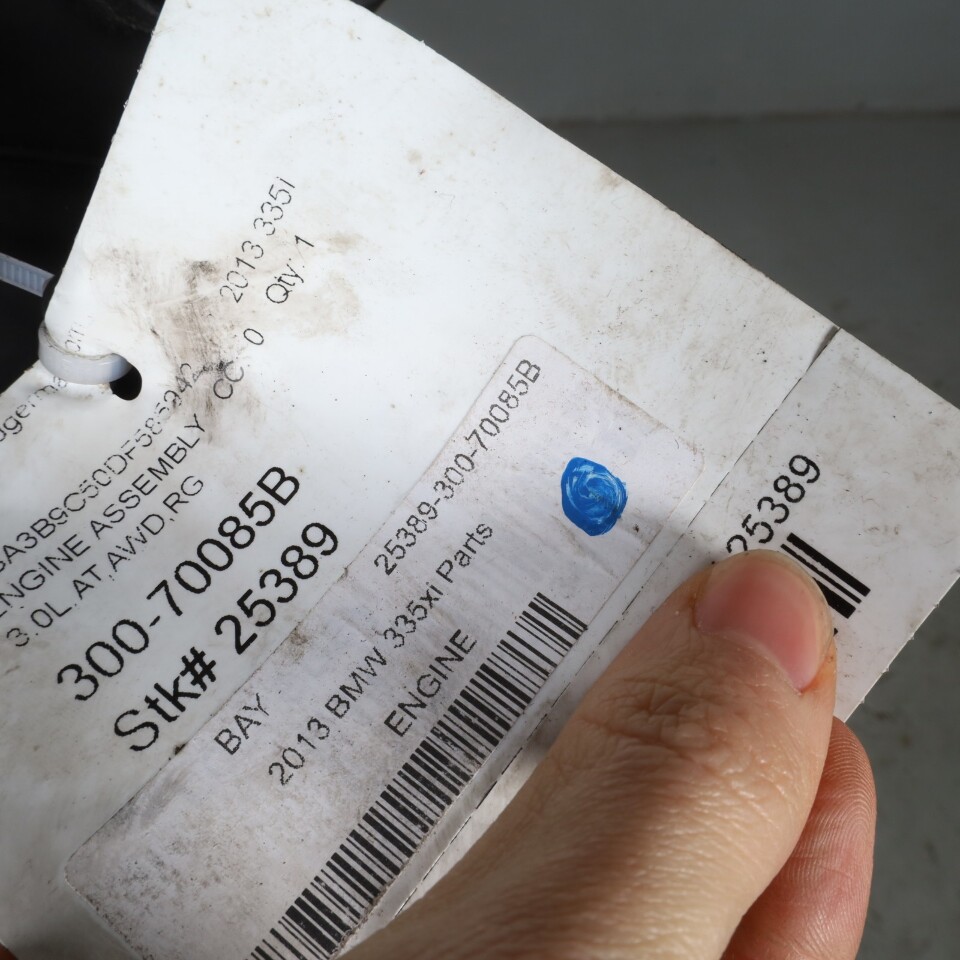 2013 335i
Qty 1
ENGINE ASSEMBLY CC: 0
3.0L.AT.AWD,RG
300-70085B
Stk# 25389
25389-300-70085B
BAY
2013 BMW 335xi Parts
ENGINE
25389